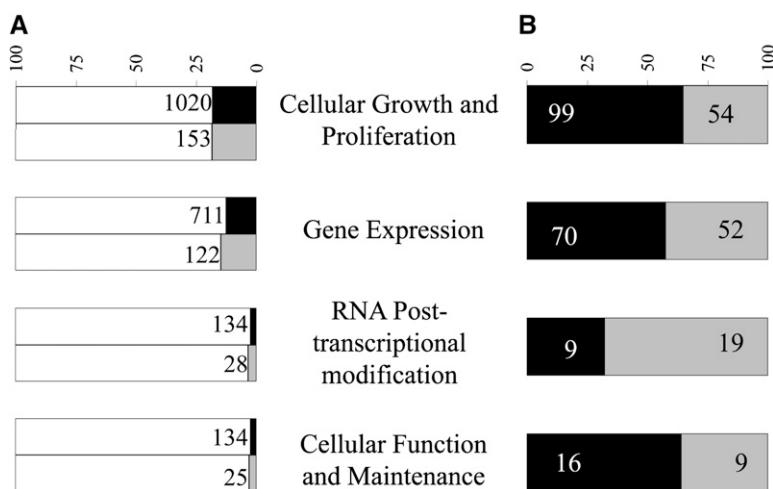 A
B
100
75
50
25
0
0
25
50
75
100
1020
153
Cellular Growth and
Proliferation
99
54
711
122
Gene Expression
70
52
134
28
RNA Post-
transcriptional
modification
9
19
134
25
Cellular Function
and Maintenance
16
9